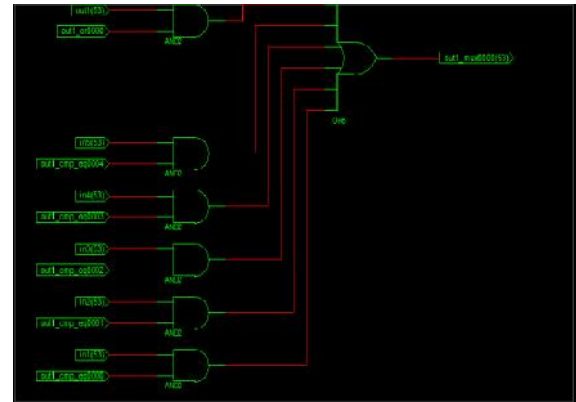 out1(53)
out1_or0000
AND2
out1_mux0000(53)
OR6
in5(53)
out1_cmp_eq0004
AND2
in4(53)
out1_cmp_eq0003
AND2
in3(53)
out1_cmp_eq0002
AND2
in2(53)
out1_cmp_eq0001
AND2
in1(53)
out1_cmp_eq0000
AND2